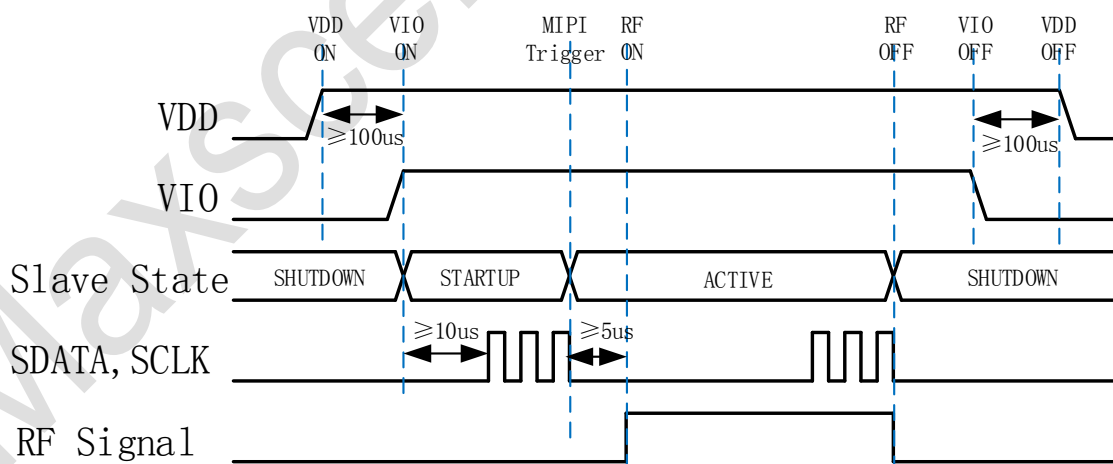 VDD VIO MIPI RF RF VIO VDD
ON ON Trigger ON OFF OFF OFF
VDD
≥100us ≥100us
VIO
Slave State SHUTDOWN STARTUP ACTIVE SHUTDOWN
≥10us ≥5us
SDATA, SCLK
RF Signal